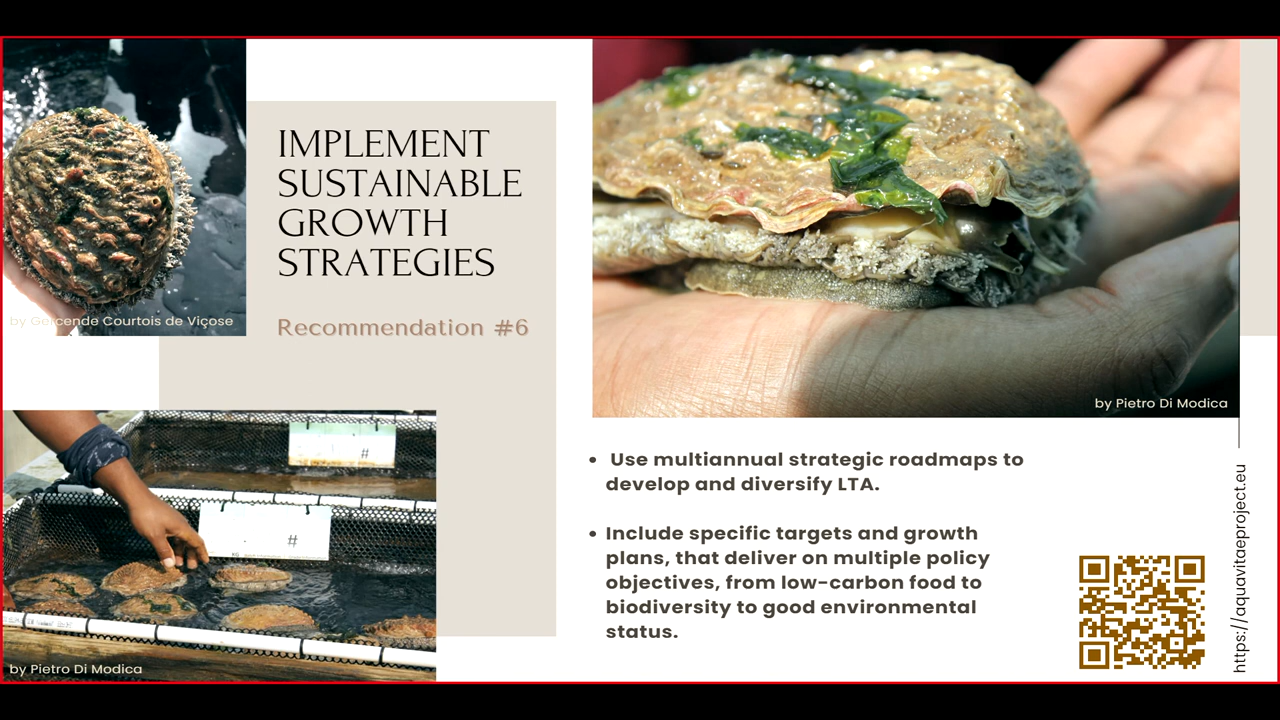 IMPLEMENT
SUSTAINABLE
GROWTH
STRATEGIES
Recommendation #6
by Gercende Courtois de Viçose
by Pietro Di Modica
• Use multiannual strategic roadmaps to
develop and diversify LTA.
• Include specific targets and growth
plans, that deliver on multiple policy
objectives, from low-carbon food to
biodiversity to good environmental
status.
#
#
by Pietro Di Modica
https://aquavitaeproject.eu